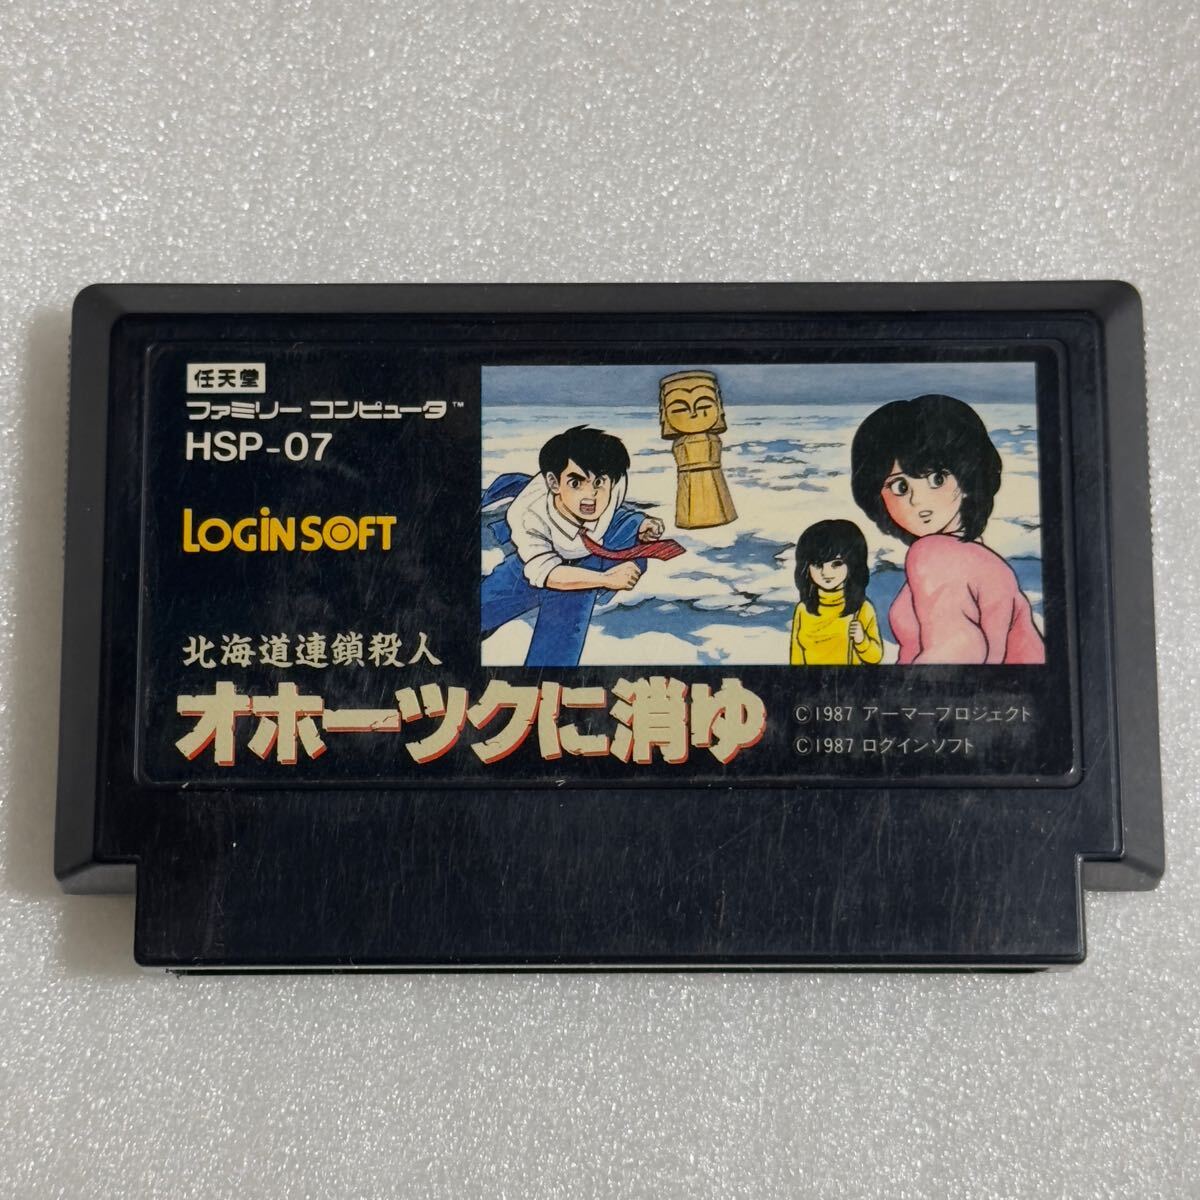 任天堂
ファミリー コンピュータ™
HSP-07
LOGiN SOFT
北海道連鎖殺人
オホーツクに消ゆ
©1987 アーマープロジェクト
©1987 ログインソフト